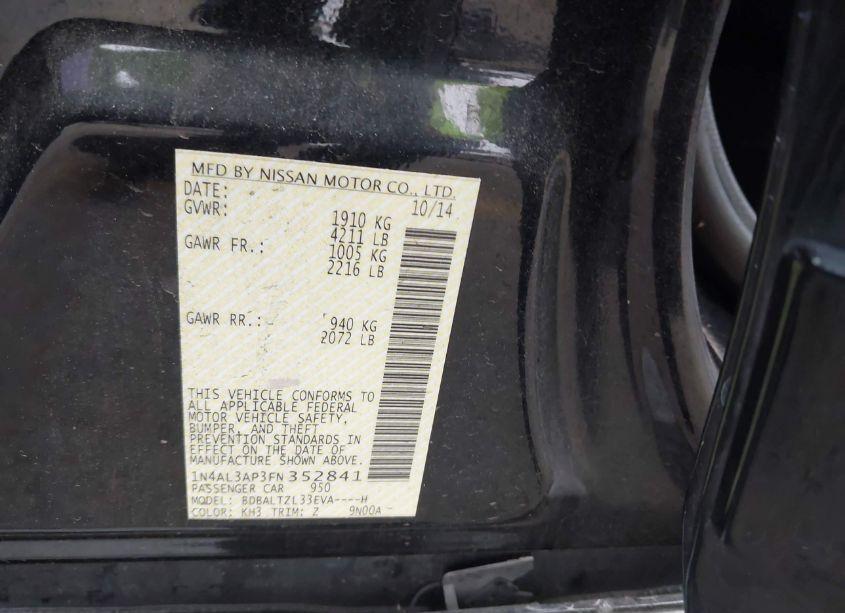 MFD BY NISSAN MOTOR CO., LTD.
DATE: 10/14
GVWR: 1910 KG
4211 LB
GAWR FR.: 1005 KG
2216 LB
GAWR RR.: 940 KG
2072 LB
THIS VEHICLE CONFORMS TO
ALL APPLICABLE FEDERAL
MOTOR VEHICLE SAFETY,
BUMPER, AND THEFT
PREVENTION STANDARDS IN
EFFECT ON THE DATE OF
MANUFACTURE SHOWN ABOVE.
1N4AL3AP3FN352841
PASSENGER CAR 950
MODEL: BDBALTZL33EVA----H
COLOR: KH3 TRIM: Z 9N00A